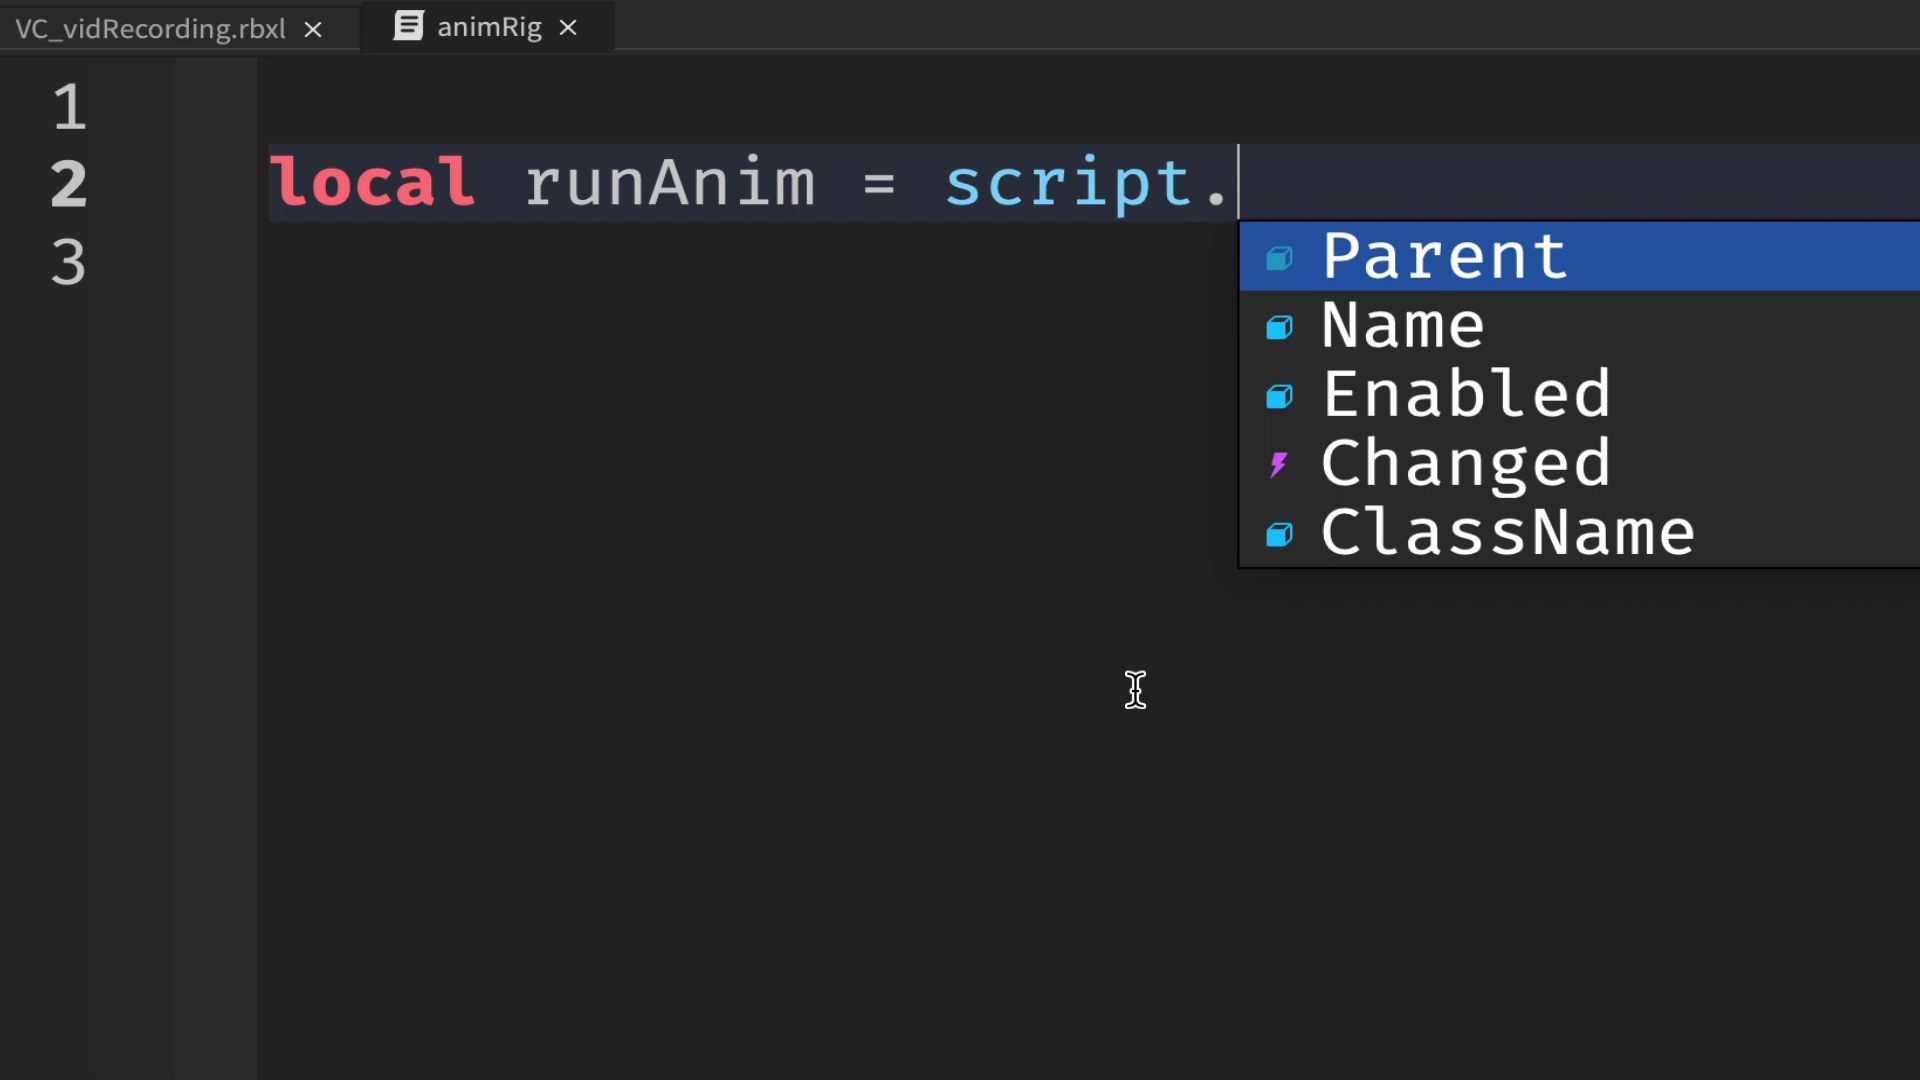 VC_vidRecording.rbxl
animRig
1
2 local runAnim = script.
3
Parent
Name
Enabled
Changed
ClassName